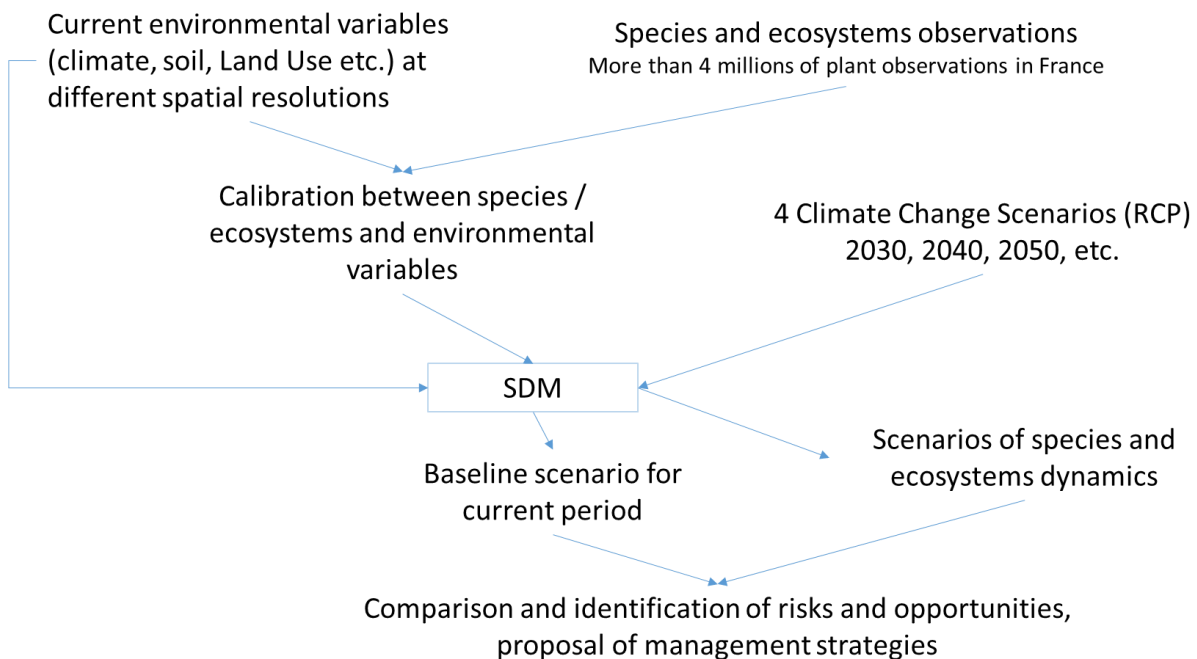 Current environmental variables
(climate, soil, Land Use etc.) at
different spatial resolutions
Species and ecosystems observations
More than 4 millions of plant observations in France
Calibration between species /
ecosystems and environmental
variables
4 Climate Change Scenarios (RCP)
2030, 2040, 2050, etc.
SDM
Baseline scenario for
current period
Scenarios of species and
ecosystems dynamics
Comparison and identification of risks and opportunities,
proposal of management strategies